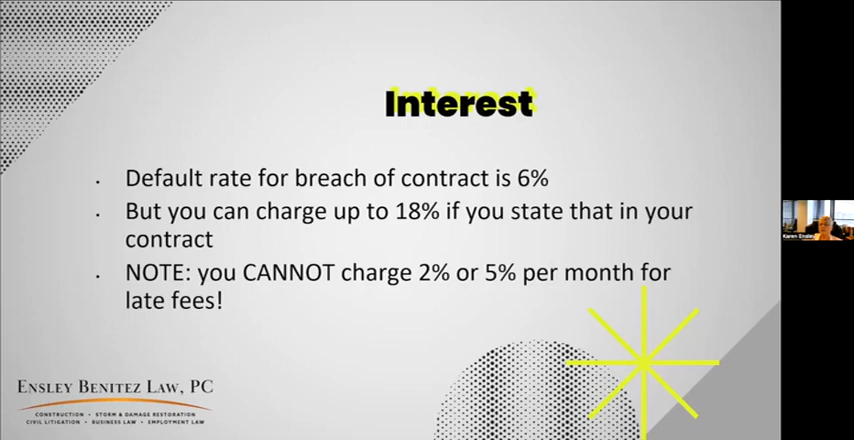 Interest
• Default rate for breach of contract is 6%
• But you can charge up to 18% if you state that in your
contract
• NOTE: you CANNOT charge 2% or 5% per month for
late fees!
ENSLEY BENITEZ LAW, PC
CONSTRUCTION • STORM & DAMAGE RESTORATION
CIVIL LITIGATION • BUSINESS LAW • EMPLOYMENT LAW
Karen Ensley